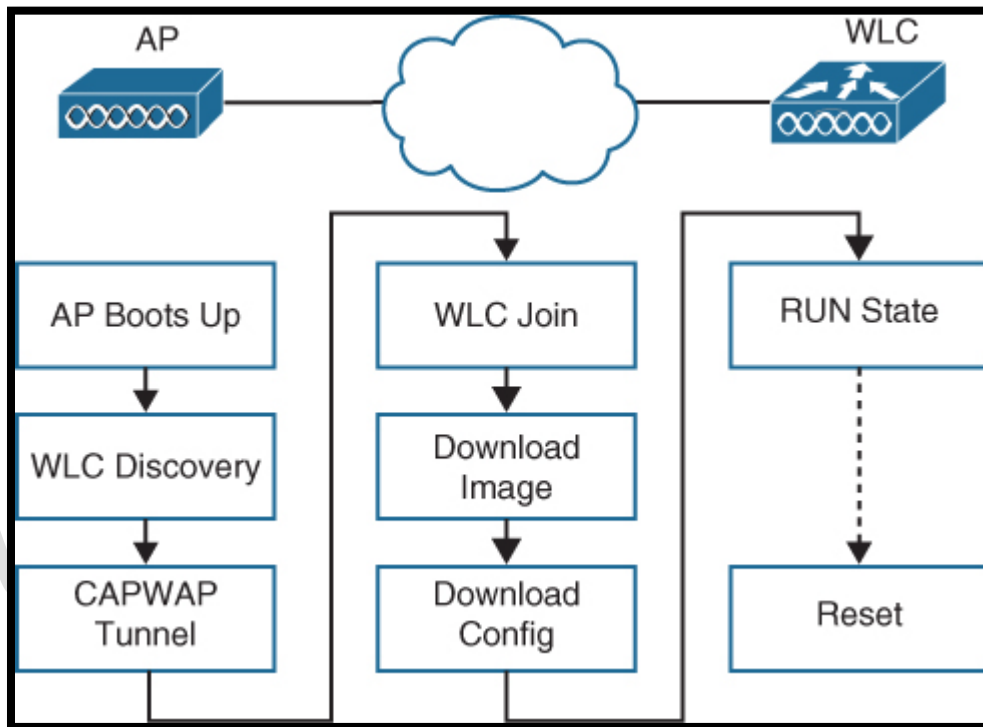 AP
WLC
AP Boots Up
WLC Discovery
CAPWAP
Tunnel
WLC Join
Download
Image
Download
Config
RUN State
Reset